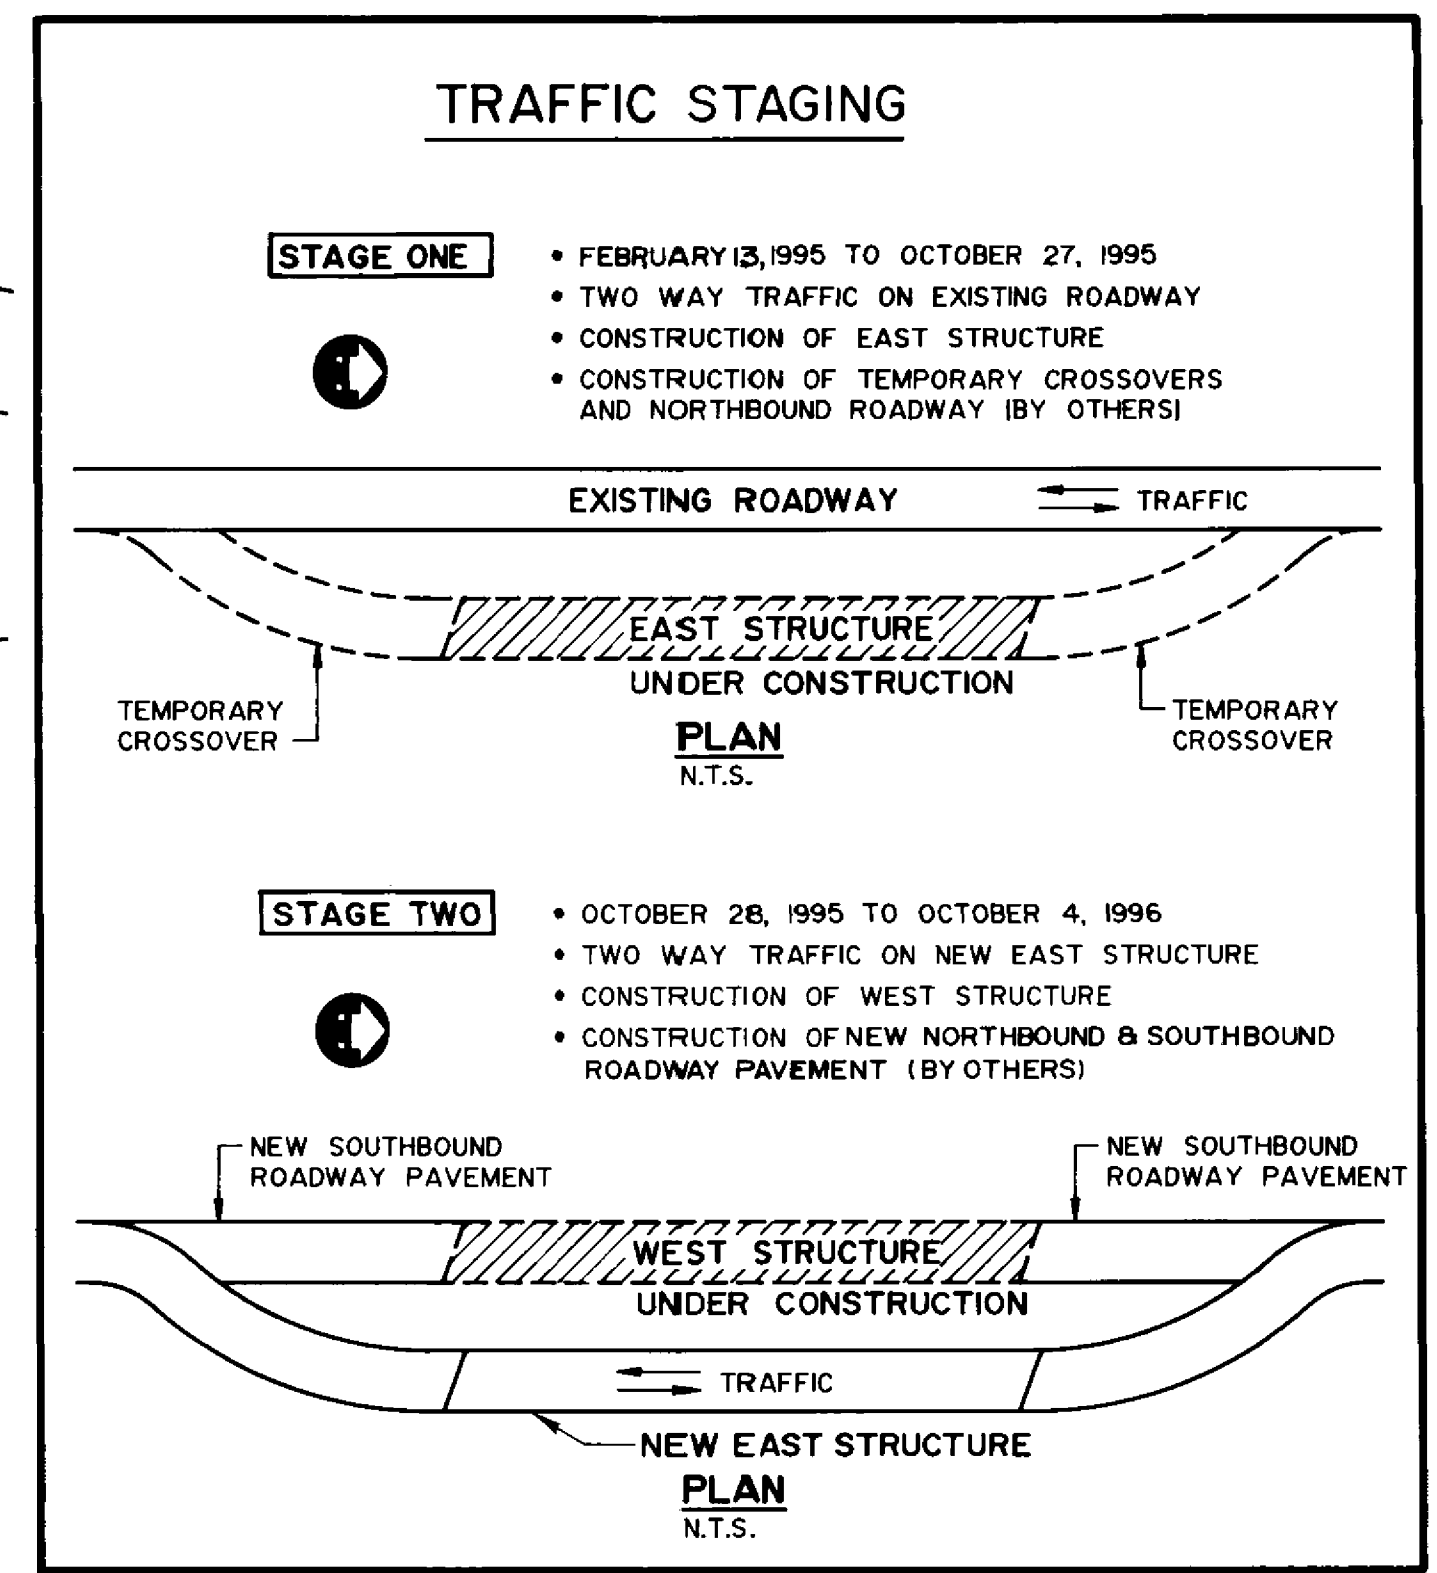 TRAFFIC STAGING
STAGE ONE
• FEBRUARY 13, 1995 TO OCTOBER 27, 1995
• TWO WAY TRAFFIC ON EXISTING ROADWAY
• CONSTRUCTION OF EAST STRUCTURE
• CONSTRUCTION OF TEMPORARY CROSSOVERS
AND NORTHBOUND ROADWAY (BY OTHERS)
EXISTING ROADWAY
TRAFFIC
EAST STRUCTURE
UNDER CONSTRUCTION
TEMPORARY
CROSSOVER
TEMPORARY
CROSSOVER
PLAN
N.T.S.
STAGE TWO
• OCTOBER 28, 1995 TO OCTOBER 4, 1996
• TWO WAY TRAFFIC ON NEW EAST STRUCTURE
• CONSTRUCTION OF WEST STRUCTURE
• CONSTRUCTION OF NEW NORTHBOUND & SOUTHBOUND
ROADWAY PAVEMENT (BY OTHERS)
NEW SOUTHBOUND
ROADWAY PAVEMENT
NEW SOUTHBOUND
ROADWAY PAVEMENT
WEST STRUCTURE
UNDER CONSTRUCTION
TRAFFIC
NEW EAST STRUCTURE
PLAN
N.T.S.